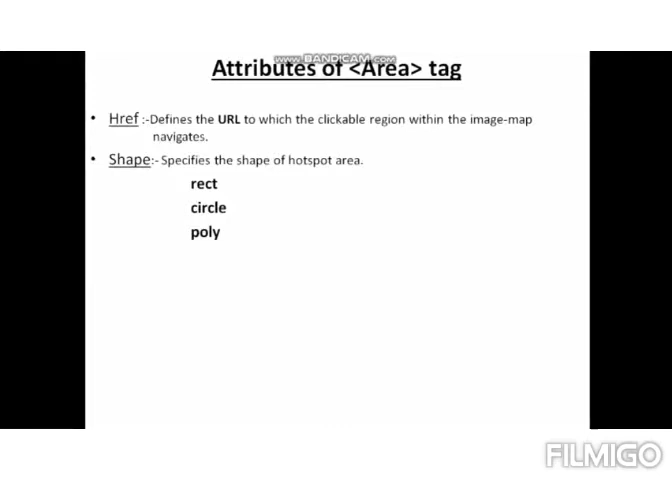 www.BANDICAM.com
Attributes of <Area> tag
• Href :-Defines the URL to which the clickable region within the image-map
navigates.
• Shape:- Specifies the shape of hotspot area.
rect
circle
poly
FILMIGO